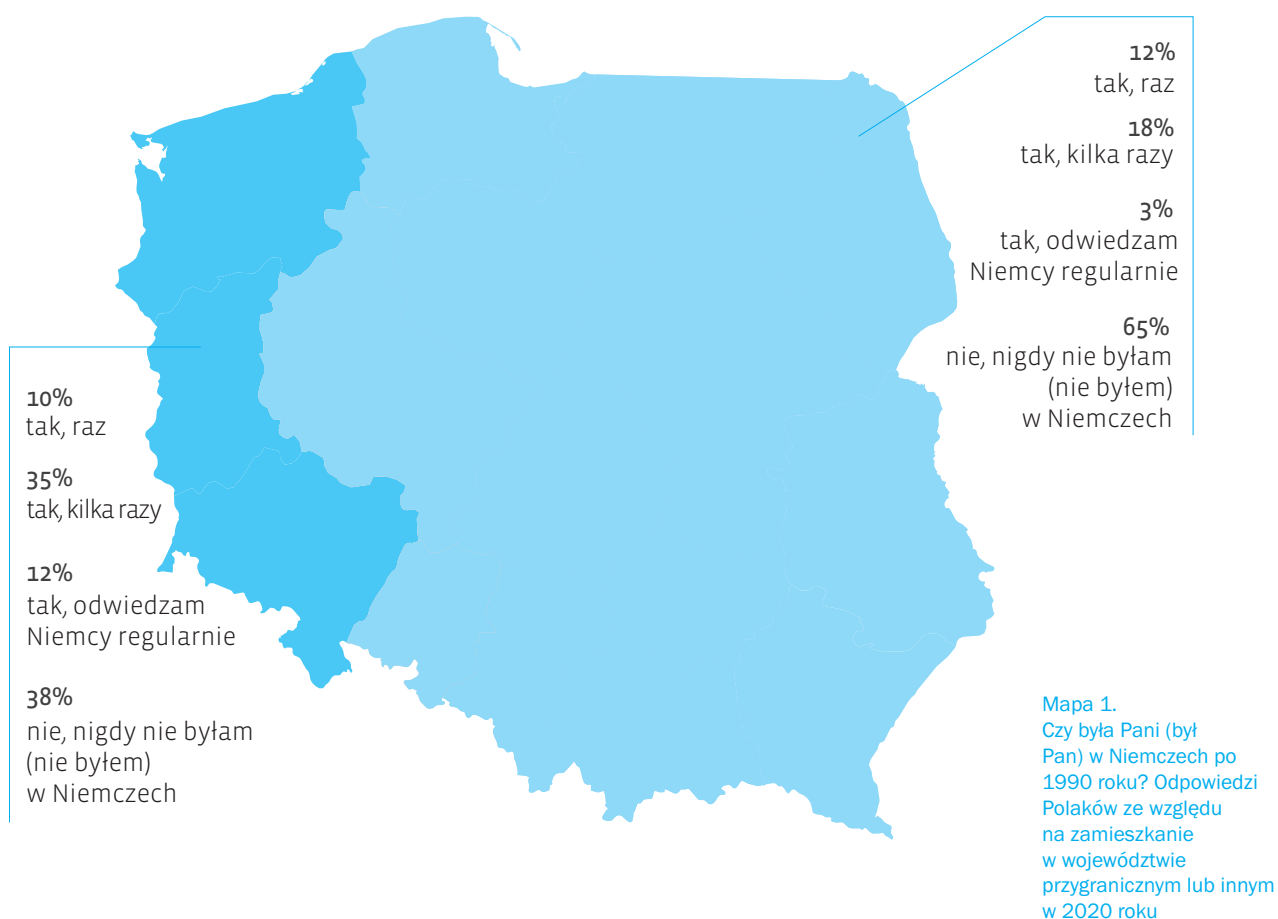 12%
tak, raz
18%
tak, kilka razy
3%
tak, odwiedzam
Niemcy regularnie
65%
nie, nigdy nie byłam
(nie byłem)
w Niemczech
10%
tak, raz
35%
tak, kilka razy
12%
tak, odwiedzam
Niemcy regularnie
38%
nie, nigdy nie byłam
(nie byłem)
w Niemczech
Mapa 1.
Czy była Pani (był
Pan) w Niemczech po
1990 roku? Odpowiedzi
Polaków ze względu
na zamieszkanie
w województwie
przygranicznym lub innym
w 2020 roku